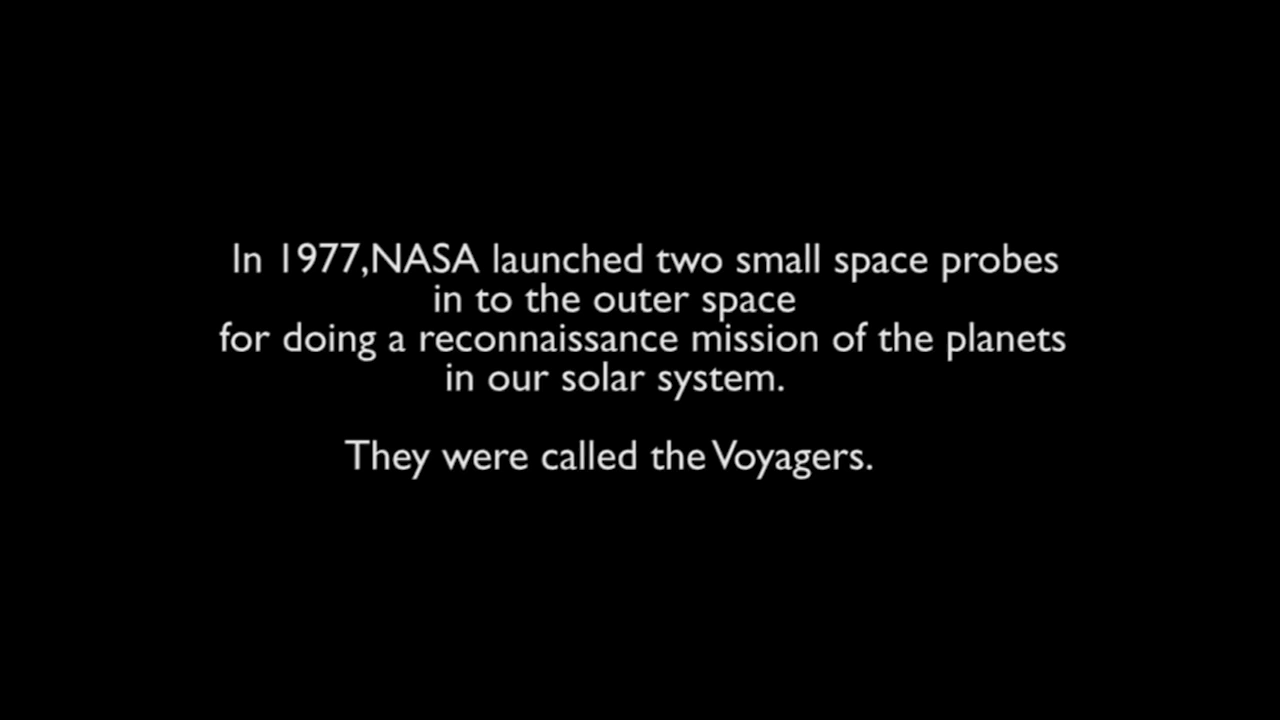 In 1977,NASA launched two small space probes
in to the outer space
for doing a reconnaissance mission of the planets
in our solar system.
They were called the Voyagers.